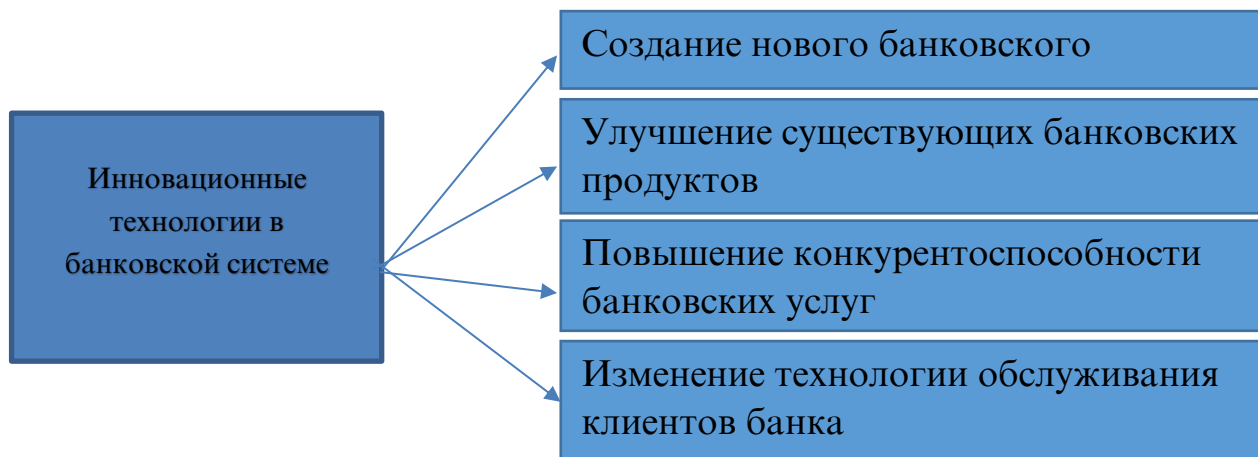 Инновационные
технологии в
банковской системе
Создание нового банковского
Улучшение существующих банковских
продуктов
Повышение конкурентоспособности
банковских услуг
Изменение технологии обслуживания
клиентов банка